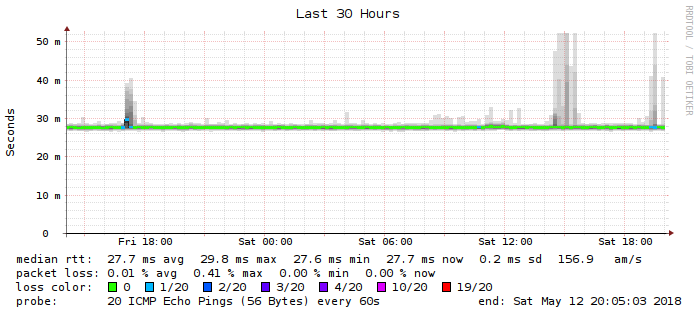 Last 30 Hours
RRDTOOL / TOBI OETIKER
Seconds
50 m
40 m
30 m
20 m
10 m
0
Fri 18:00 Sat 00:00 Sat 06:00 Sat 12:00 Sat 18:00
median rtt: 27.7 ms avg 29.8 ms max 27.6 ms min 27.7 ms now 0.2 ms sd 156.9 am/s
packet loss: 0.01 % avg 0.41 % max 0.00 % min 0.00 % now
loss color: 0 1/20 2/20 3/20 4/20 10/20 19/20
probe: 20 ICMP Echo Pings (56 Bytes) every 60s end: Sat May 12 20:05:03 2018